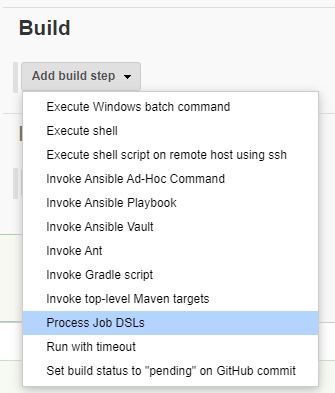 Build
Add build step
Execute Windows batch command
Execute shell
Execute shell script on remote host using ssh
Invoke Ansible Ad-Hoc Command
Invoke Ansible Playbook
Invoke Ansible Vault
Invoke Ant
Invoke Gradle script
Invoke top-level Maven targets
Process Job DSLs
Run with timeout
Set build status to "pending" on GitHub commit